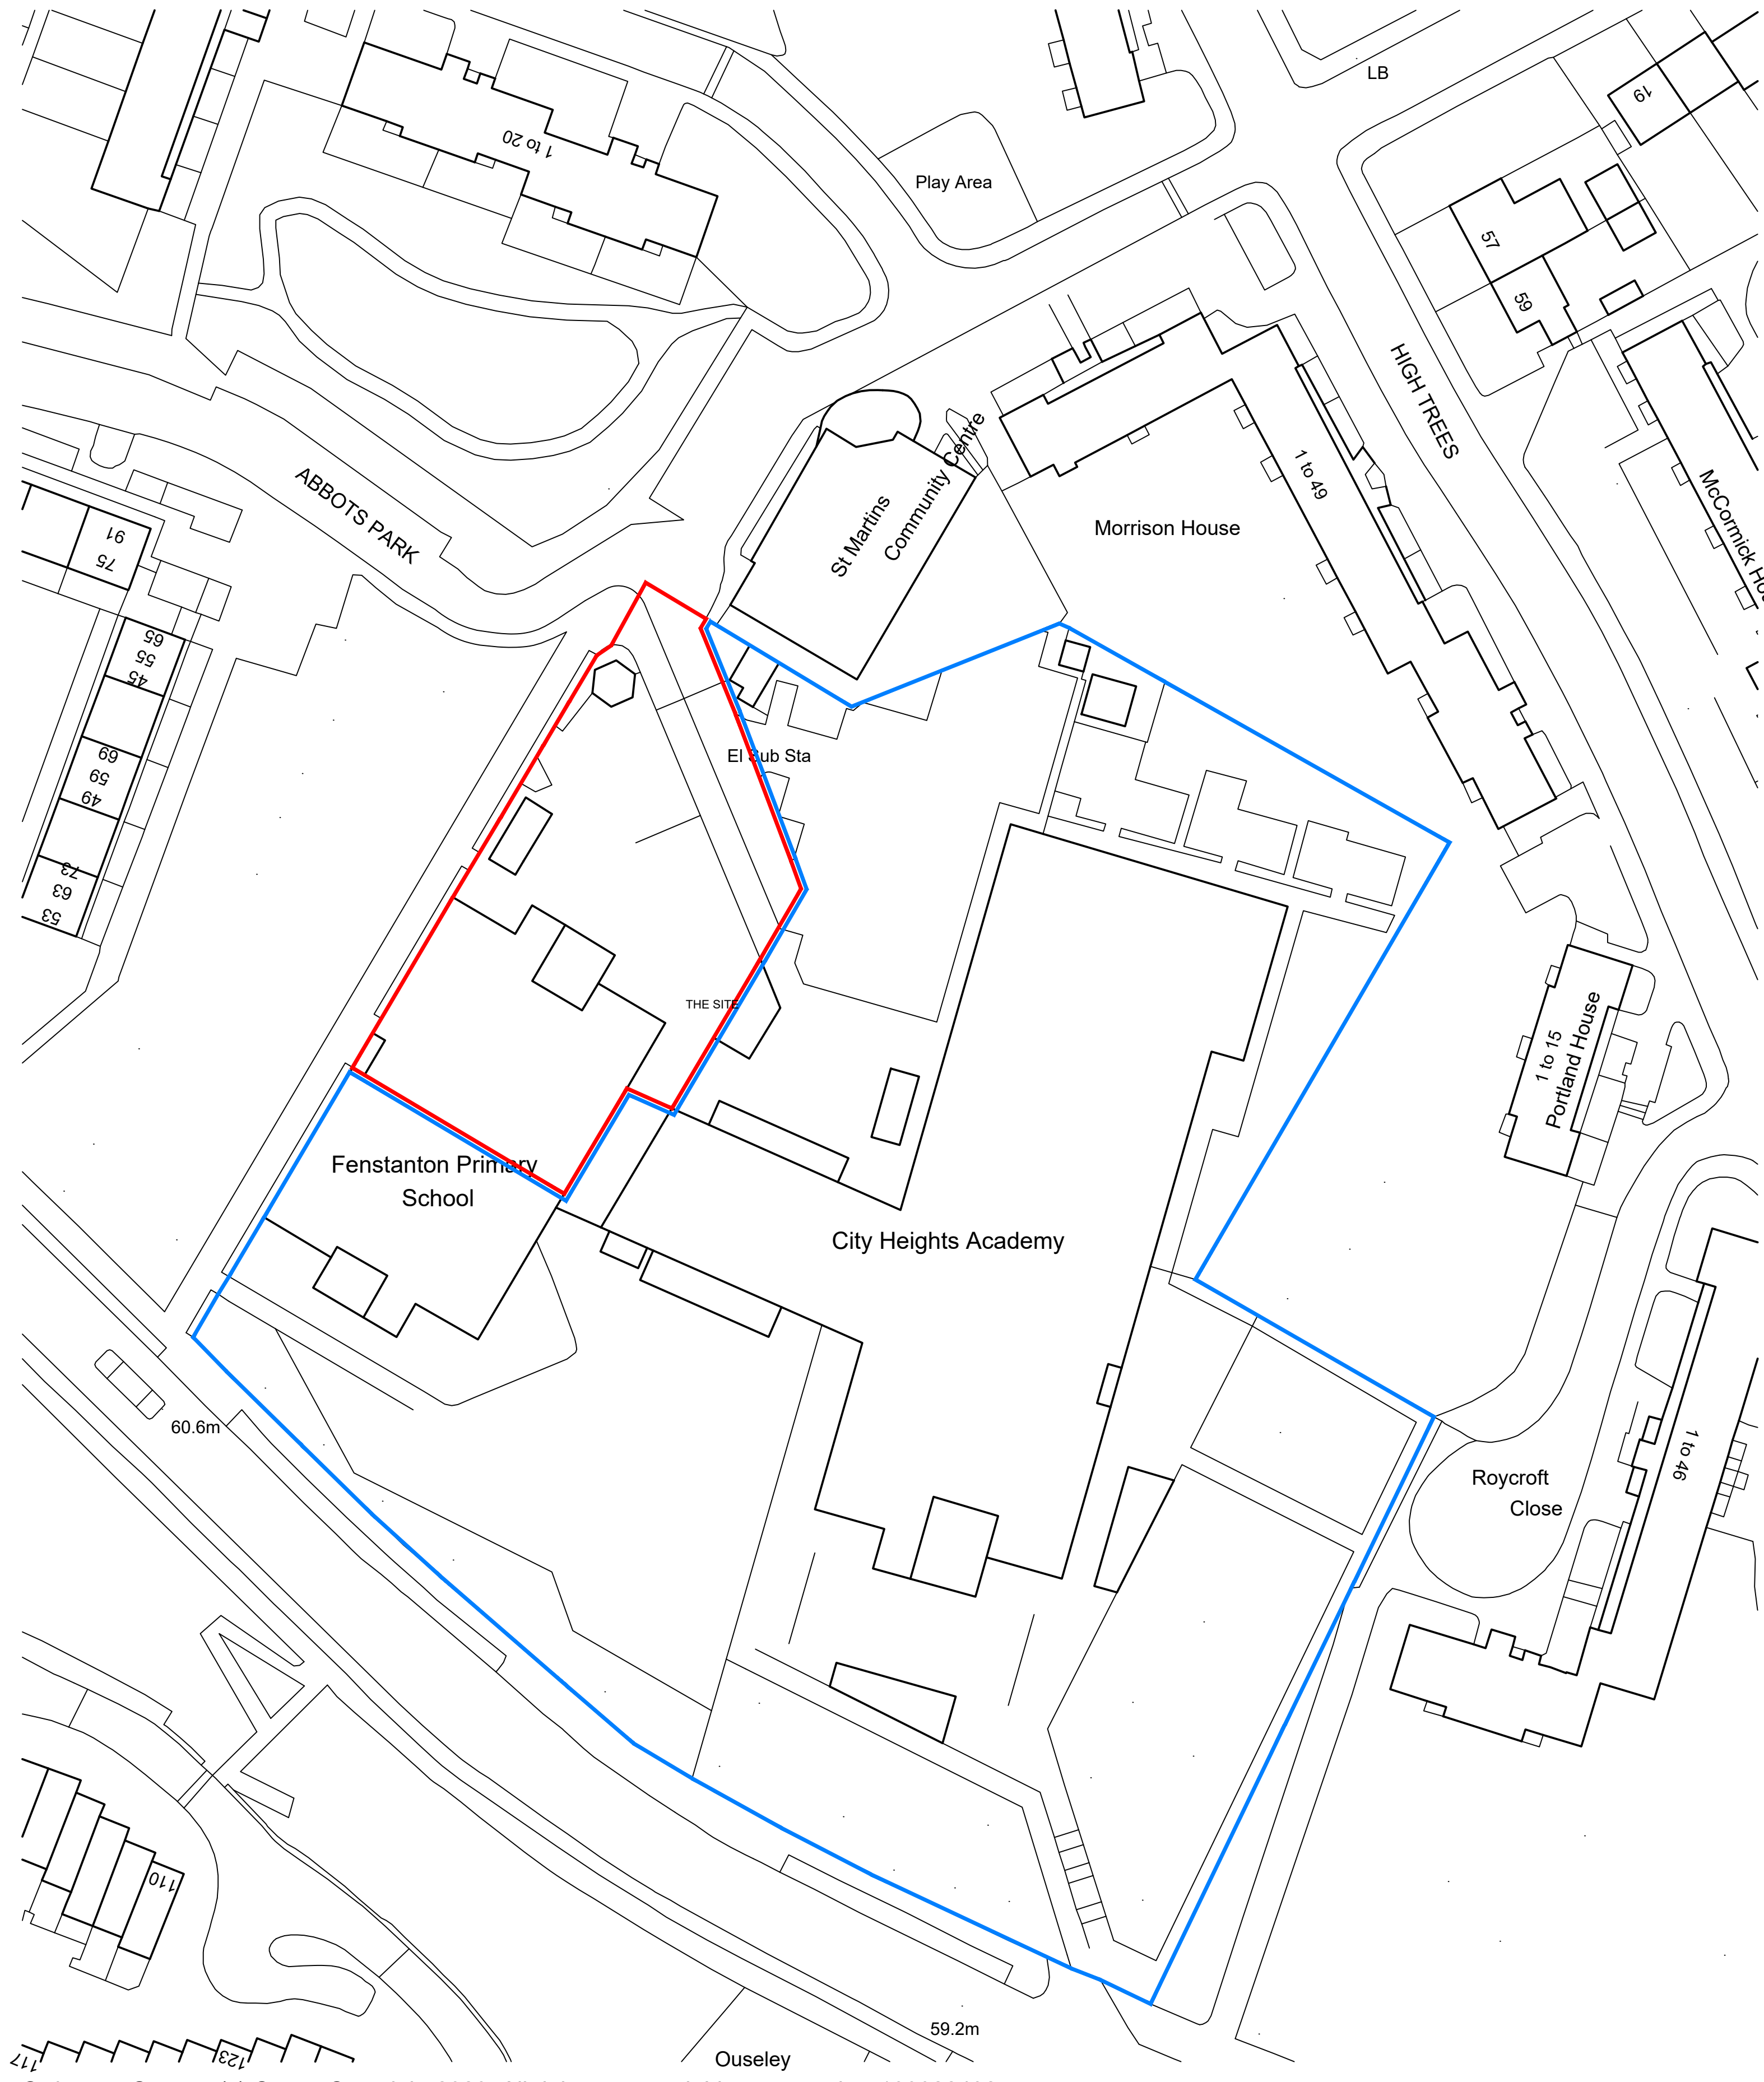 LB
19
1 to 20
Play Area
57
59
HIGH TREES
ABBOTS PARK
St Martins
Community Centre
1 to 49
Morrison House
McCormick
91
75
65
55
45
El Sub Sta
69
59
49
73
63
53
THE SITE
1 to 15
Portland House
Fenstanton Primary
School
City Heights Academy
60.6m
1 to 46
Roycroft
Close
110
59.2m
Ouseley
117
123